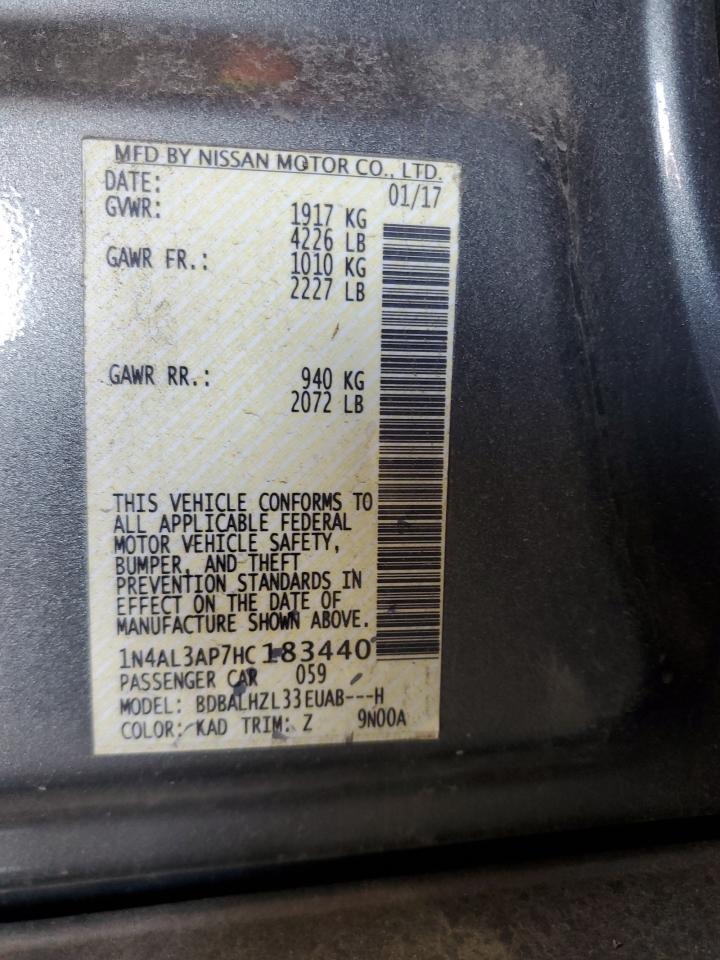 MFD BY NISSAN MOTOR CO., LTD.
DATE: 01/17
GVWR: 1917 KG
4226 LB
GAWR FR.: 1010 KG
2227 LB
GAWR RR.: 940 KG
2072 LB
THIS VEHICLE CONFORMS TO
ALL APPLICABLE FEDERAL
MOTOR VEHICLE SAFETY,
BUMPER, AND THEFT
PREVENTION STANDARDS IN
EFFECT ON THE DATE OF
MANUFACTURE SHOWN ABOVE.
1N4AL3AP7HC183440
PASSENGER CAR 059
MODEL: BDBALHZL33EUAB---H
COLOR: KAD TRIM: Z 9N00A